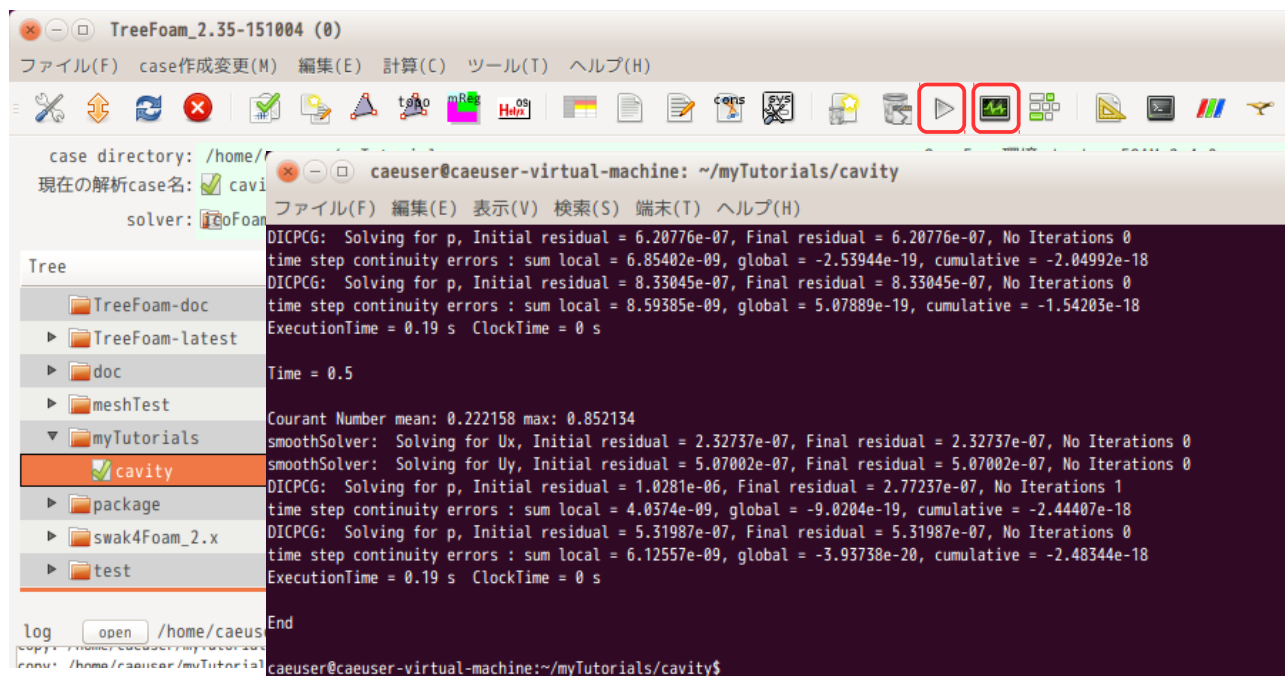 TreeFoam_2.35-151004 (0)
ファイル(F) case作成変更(M) 編集(E) 計算(C) ツール(T) ヘルプ(H)
topo mReg Helyx OS cons SYS
case directory: /home/
現在の解析case名: cavi
solver: icoFoam
Tree
TreeFoam-doc
TreeFoam-latest
doc
meshTest
myTutorials
cavity
package
swak4Foam_2.x
test
log open /home/caeus
copy: /home/caeuser/myTutorial
copy: /home/caeuser/myTutorial
caeuser@caeuser-virtual-machine: ~/myTutorials/cavity
ファイル(F) 編集(E) 表示(V) 検索(S) 端末(T) ヘルプ(H)
DICPCG: Solving for p, Initial residual = 6.20776e-07, Final residual = 6.20776e-07, No Iterations 0
time step continuity errors : sum local = 6.85402e-09, global = -2.53944e-19, cumulative = -2.04992e-18
DICPCG: Solving for p, Initial residual = 8.33045e-07, Final residual = 8.33045e-07, No Iterations 0
time step continuity errors : sum local = 8.59385e-09, global = 5.07889e-19, cumulative = -1.54203e-18
ExecutionTime = 0.19 s ClockTime = 0 s
Time = 0.5
Courant Number mean: 0.222158 max: 0.852134
smoothSolver: Solving for Ux, Initial residual = 2.32737e-07, Final residual = 2.32737e-07, No Iterations 0
smoothSolver: Solving for Uy, Initial residual = 5.07002e-07, Final residual = 5.07002e-07, No Iterations 0
DICPCG: Solving for p, Initial residual = 1.0281e-06, Final residual = 2.77237e-07, No Iterations 1
time step continuity errors : sum local = 4.0374e-09, global = -9.0204e-19, cumulative = -2.44407e-18
DICPCG: Solving for p, Initial residual = 5.31987e-07, Final residual = 5.31987e-07, No Iterations 0
time step continuity errors : sum local = 6.12557e-09, global = -3.93738e-20, cumulative = -2.48344e-18
ExecutionTime = 0.19 s ClockTime = 0 s
End
caeuser@caeuser-virtual-machine:~/myTutorials/cavity$